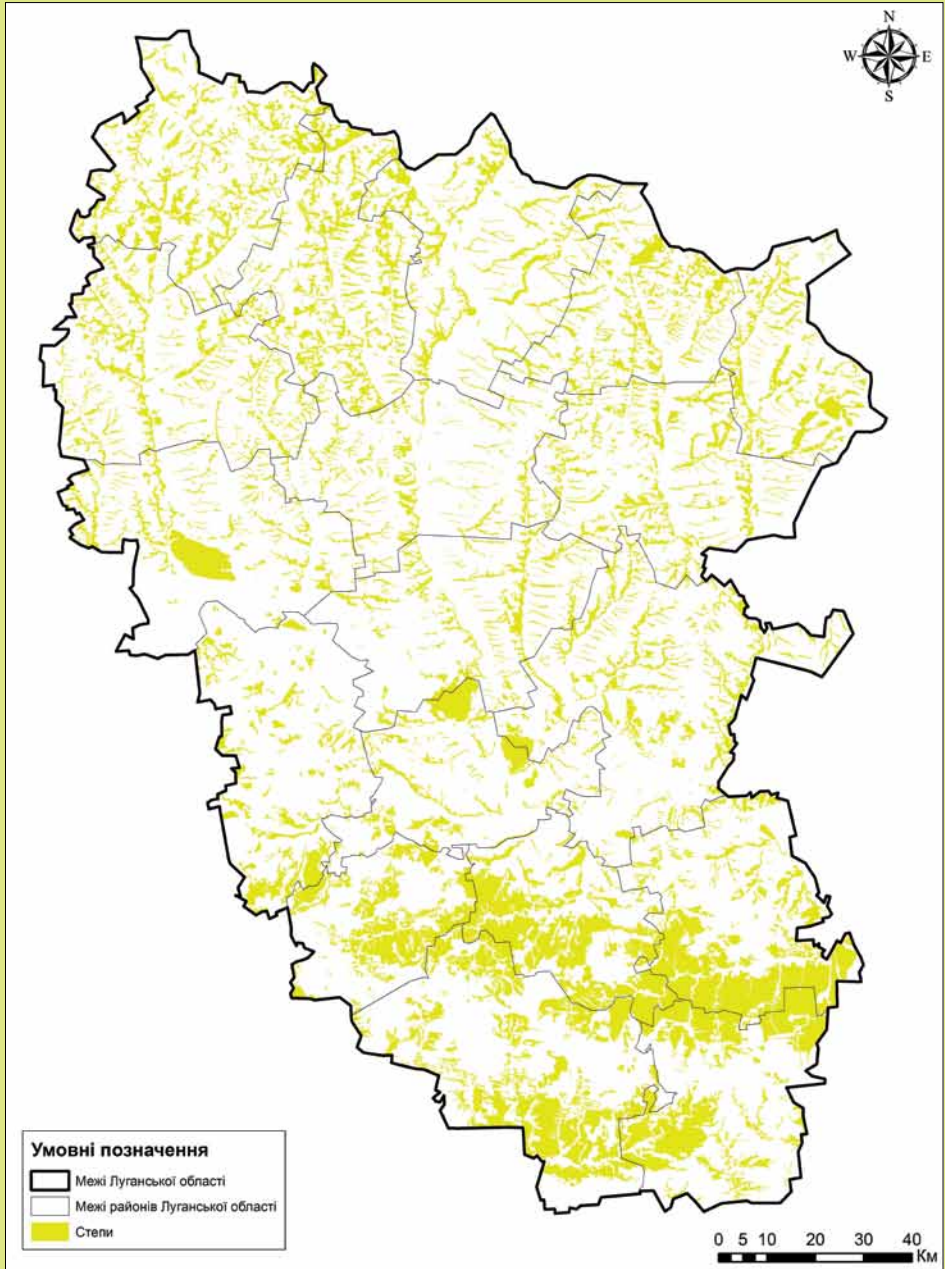 N
W E
S
Умовні позначення
Межі Луганської області
Межі районів Луганської області
Степи
0 5 10 20 30 40
Км